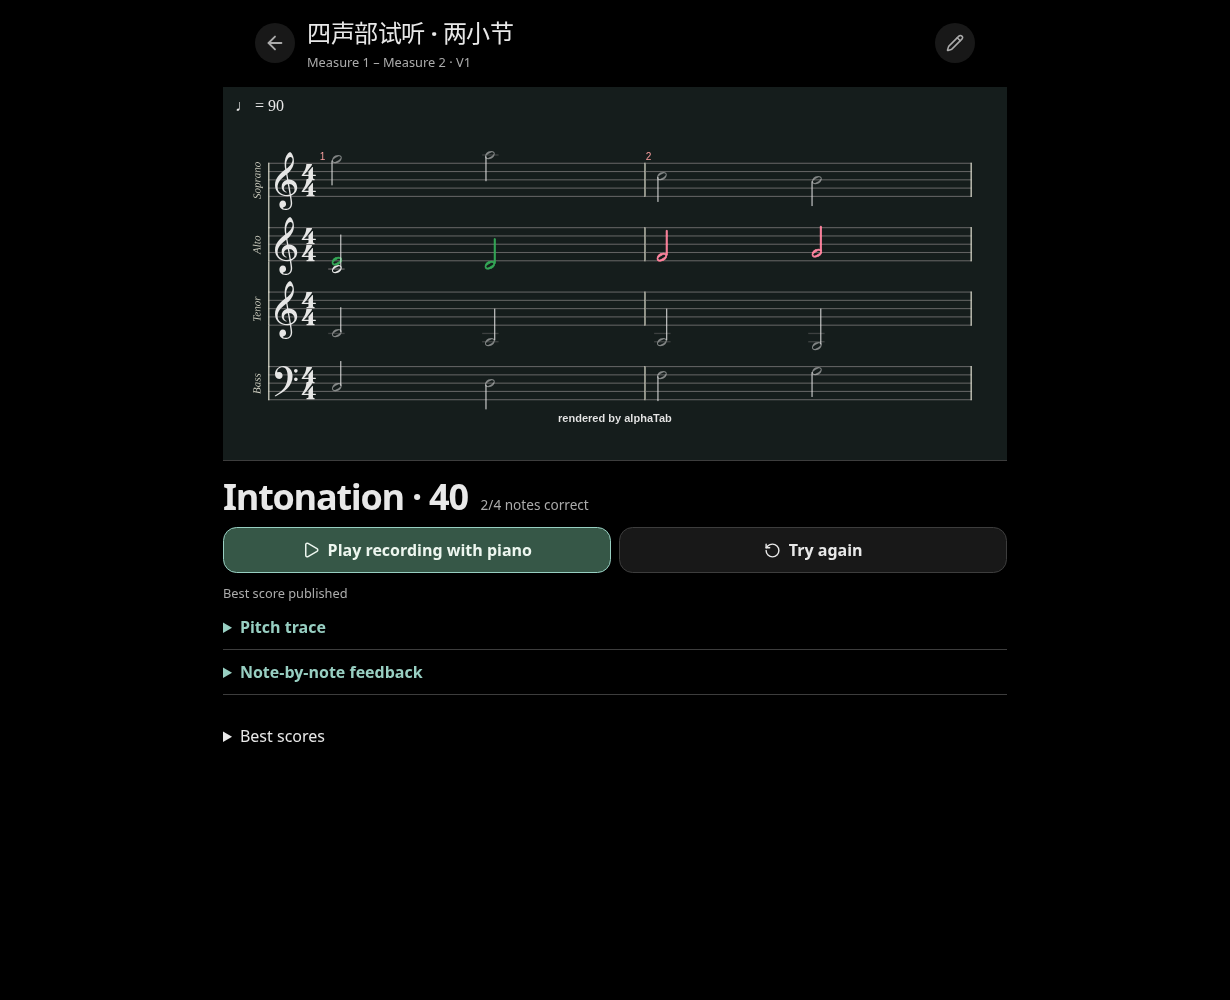 四声部试听 · 两小节
Measure 1 – Measure 2 · V1
♩ = 90
1
2
Soprano
Alto
Tenor
Bass
rendered by alphaTab
Intonation · 40
2/4 notes correct
Play recording with piano
Try again
Best score published
Pitch trace
Note-by-note feedback
Best scores